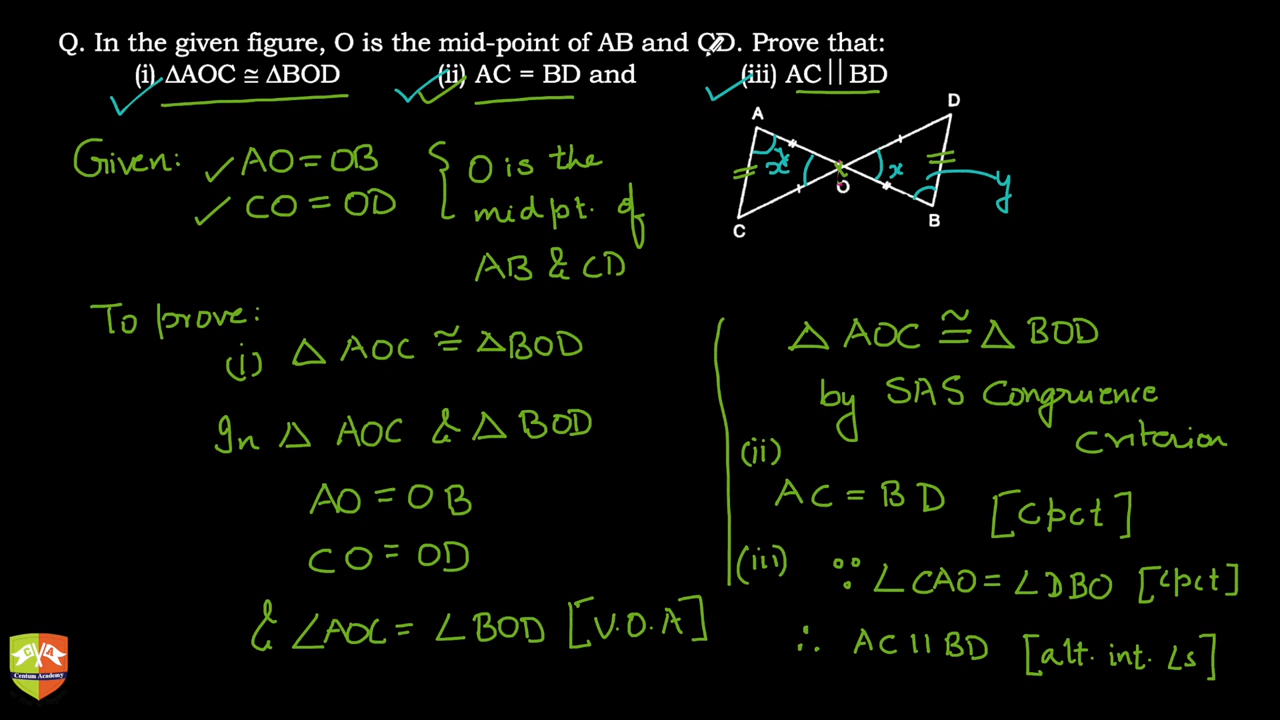 Q. In the given figure, O is the mid-point of AB and CD. Prove that:
(i) ΔAOC ≅ ΔBOD (ii) AC = BD and (iii) AC || BD
Given: AO = OB
CO = OD
{ O is the
midpt. of
AB & CD
A
D
x
x
O
y
C
B
To prove:
(i) Δ AOC ≅ ΔBOD
In Δ AOC & Δ BOD
AO = OB
CO = OD
& ∠AOC = ∠BOD [V.O.A]
Δ AOC ≅ Δ BOD
by SAS Congruence
Criterion
(ii)
AC = BD [cpct]
(iii) ∵ ∠CAO = ∠DBO [cpct]
∴ AC || BD [alt. int. ∠s]
C A
Centum Academy